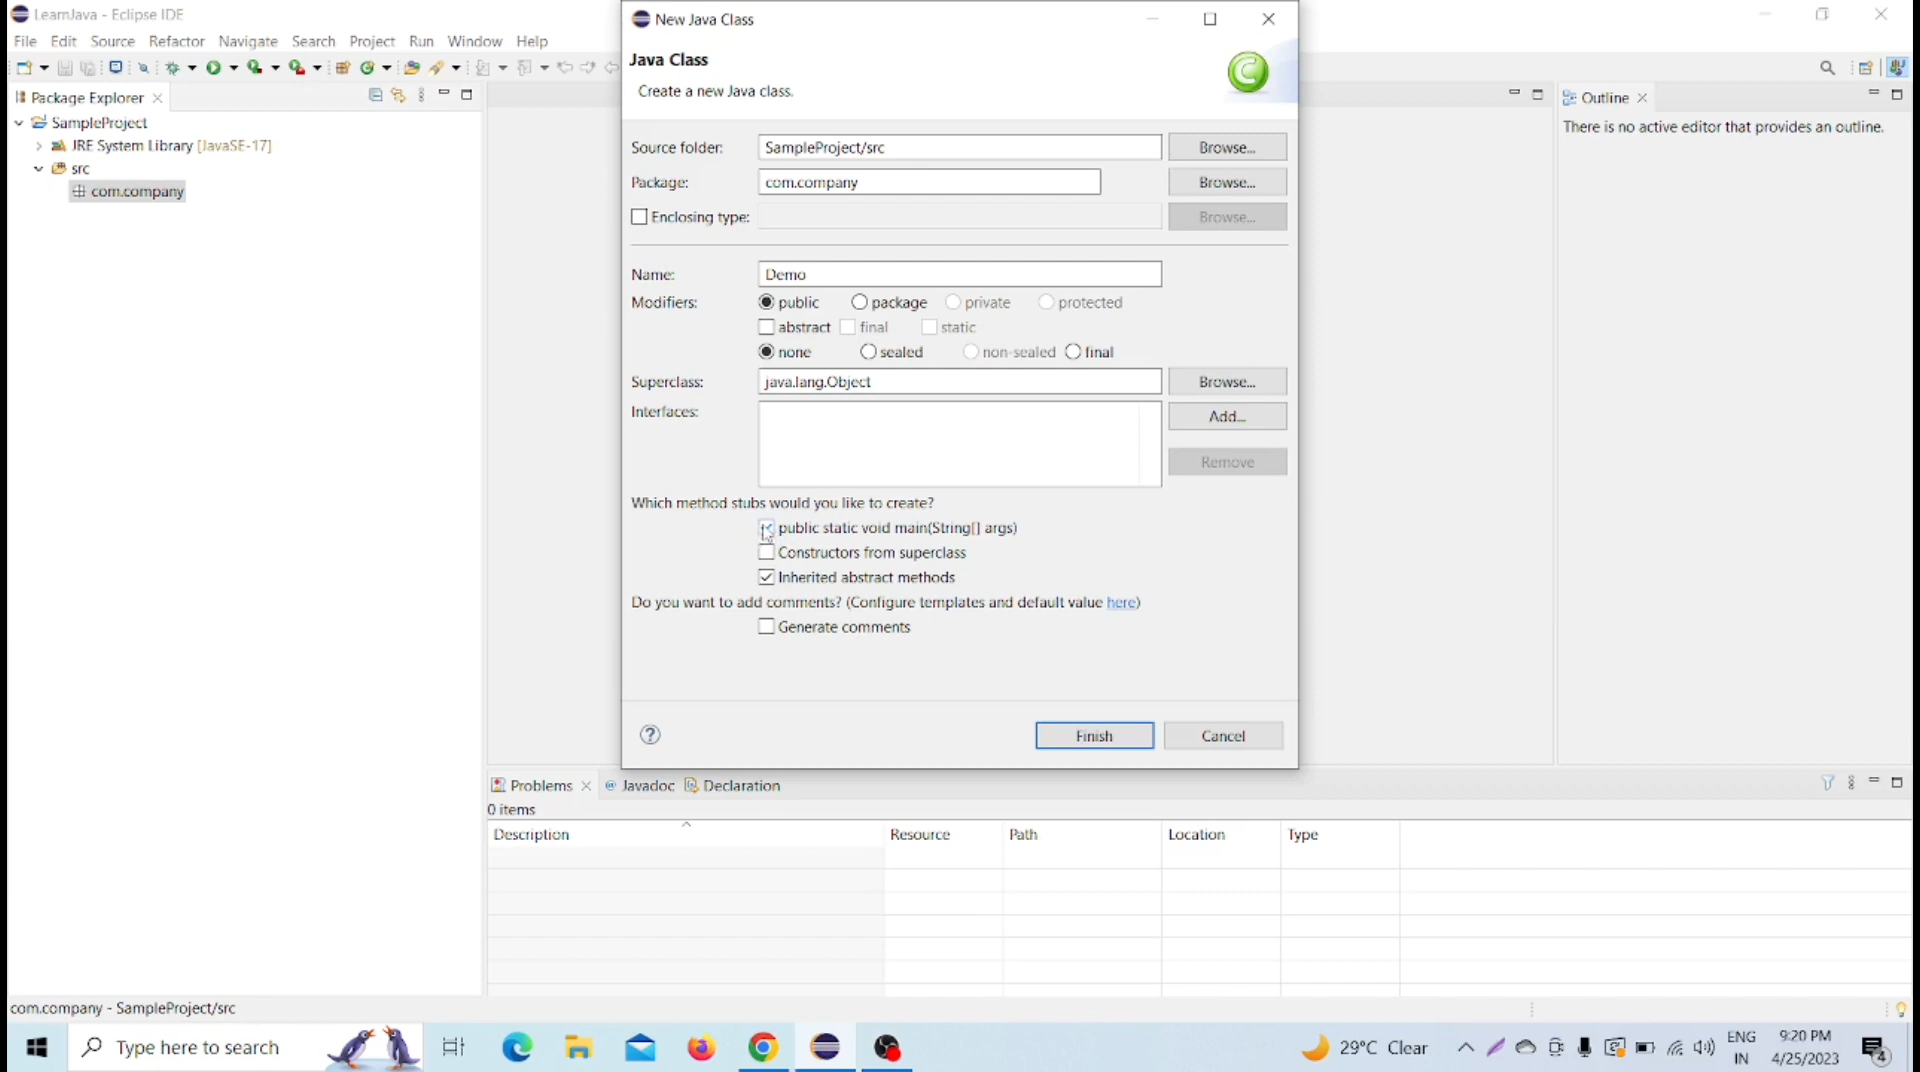 LearnJava - Eclipse IDE
File Edit Source Refactor Navigate Search Project Run Window Help
Package Explorer
SampleProject
JRE System Library [JavaSE-17]
src
com.company
New Java Class
Java Class
Create a new Java class.
Source folder: SampleProject/src Browse...
Package: com.company Browse...
Enclosing type: Browse...
Name: Demo
Modifiers: public package private protected
abstract final static
none sealed non-sealed final
Superclass: java.lang.Object Browse...
Interfaces: Add...
Remove
Which method stubs would you like to create?
public static void main(String[] args)
Constructors from superclass
Inherited abstract methods
Do you want to add comments? (Configure templates and default value here)
Generate comments
Finish Cancel
Outline
There is no active editor that provides an outline.
Problems Javadoc Declaration
0 items
Description Resource Path Location Type
com.company - SampleProject/src
Type here to search
29°C Clear
ENG
IN
9:20 PM
4/25/2023
4